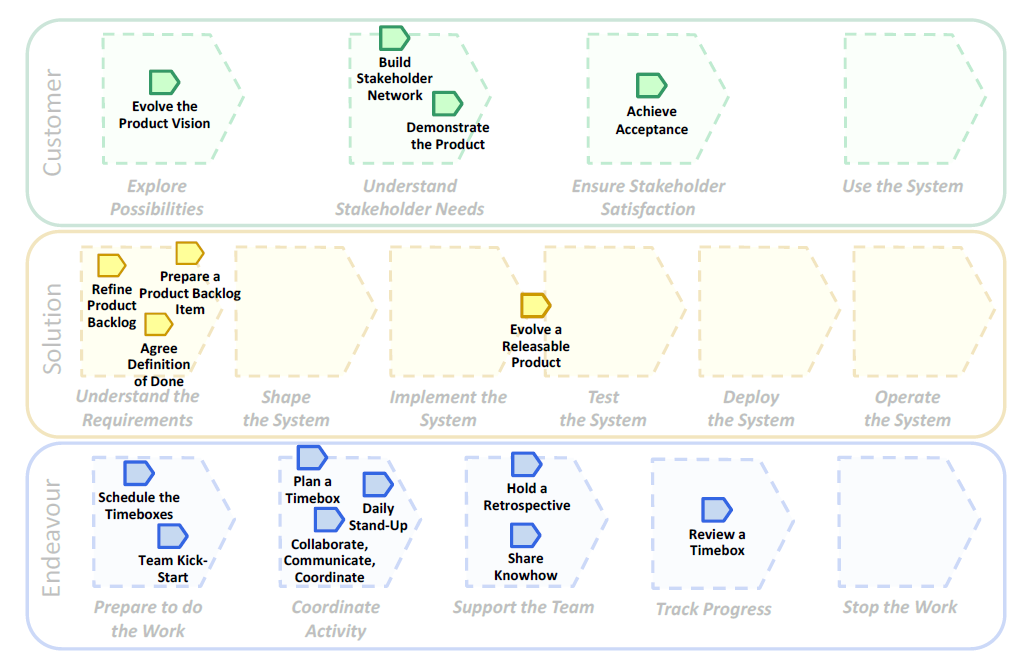 Customer
Evolve the
Product Vision
Build
Stakeholder
Network
Demonstrate
the Product
Achieve
Acceptance
Explore
Possibilities
Understand
Stakeholder Needs
Ensure Stakeholder
Satisfaction
Use the System
Solution
Refine
Product
Backlog
Prepare a
Product Backlog
Item
Agree
Definition
of Done
Evolve a
Releasable
Product
Understand the
Requirements
Shape
the System
Implement the
System
Test
the System
Deploy
the System
Operate
the System
Endeavour
Schedule the
Timeboxes
Team Kick-
Start
Plan a
Timebox
Daily
Stand-Up
Collaborate,
Communicate,
Coordinate
Hold a
Retrospective
Share
Knowhow
Review a
Timebox
Prepare to do
the Work
Coordinate
Activity
Support the Team
Track Progress
Stop the Work